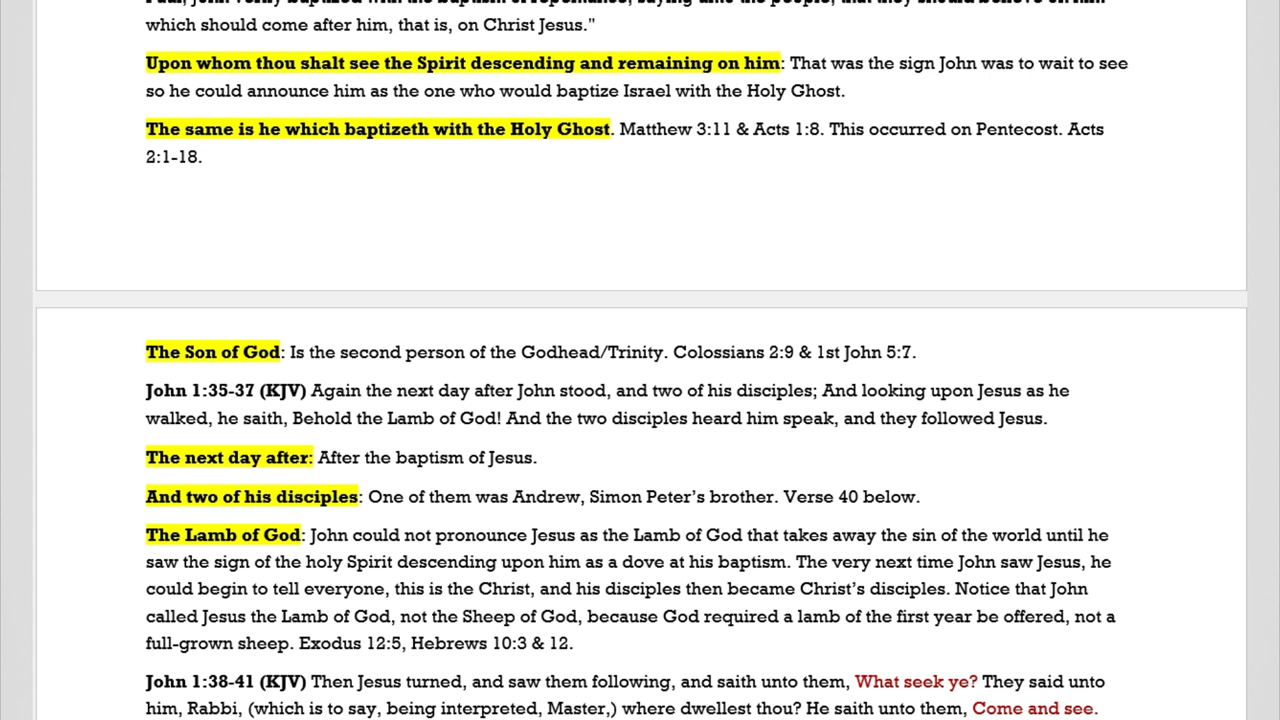 which should come after him, that is, on Christ Jesus."
Upon whom thou shalt see the Spirit descending and remaining on him: That was the sign John was to wait to see
so he could announce him as the one who would baptize Israel with the Holy Ghost.
The same is he which baptizeth with the Holy Ghost. Matthew 3:11 & Acts 1:8. This occurred on Pentecost. Acts
2:1-18.
The Son of God: Is the second person of the Godhead/Trinity. Colossians 2:9 & 1st John 5:7.
John 1:35-37 (KJV) Again the next day after John stood, and two of his disciples; And looking upon Jesus as he
walked, he saith, Behold the Lamb of God! And the two disciples heard him speak, and they followed Jesus.
The next day after: After the baptism of Jesus.
And two of his disciples: One of them was Andrew, Simon Peter’s brother. Verse 40 below.
The Lamb of God: John could not pronounce Jesus as the Lamb of God that takes away the sin of the world until he
saw the sign of the holy Spirit descending upon him as a dove at his baptism. The very next time John saw Jesus, he
could begin to tell everyone, this is the Christ, and his disciples then became Christ’s disciples. Notice that John
called Jesus the Lamb of God, not the Sheep of God, because God required a lamb of the first year be offered, not a
full-grown sheep. Exodus 12:5, Hebrews 10:3 & 12.
John 1:38-41 (KJV) Then Jesus turned, and saw them following, and saith unto them, What seek ye? They said unto
him, Rabbi, (which is to say, being interpreted, Master,) where dwellest thou? He saith unto them, Come and see.